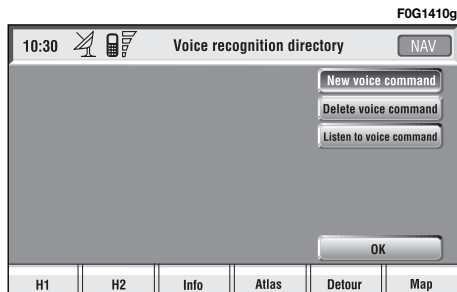 F0G1410g
10:30 Voice recognition directory NAV
New voice command
Delete voice command
Listen to voice command
OK
H1 H2 Info Atlas Detour Map